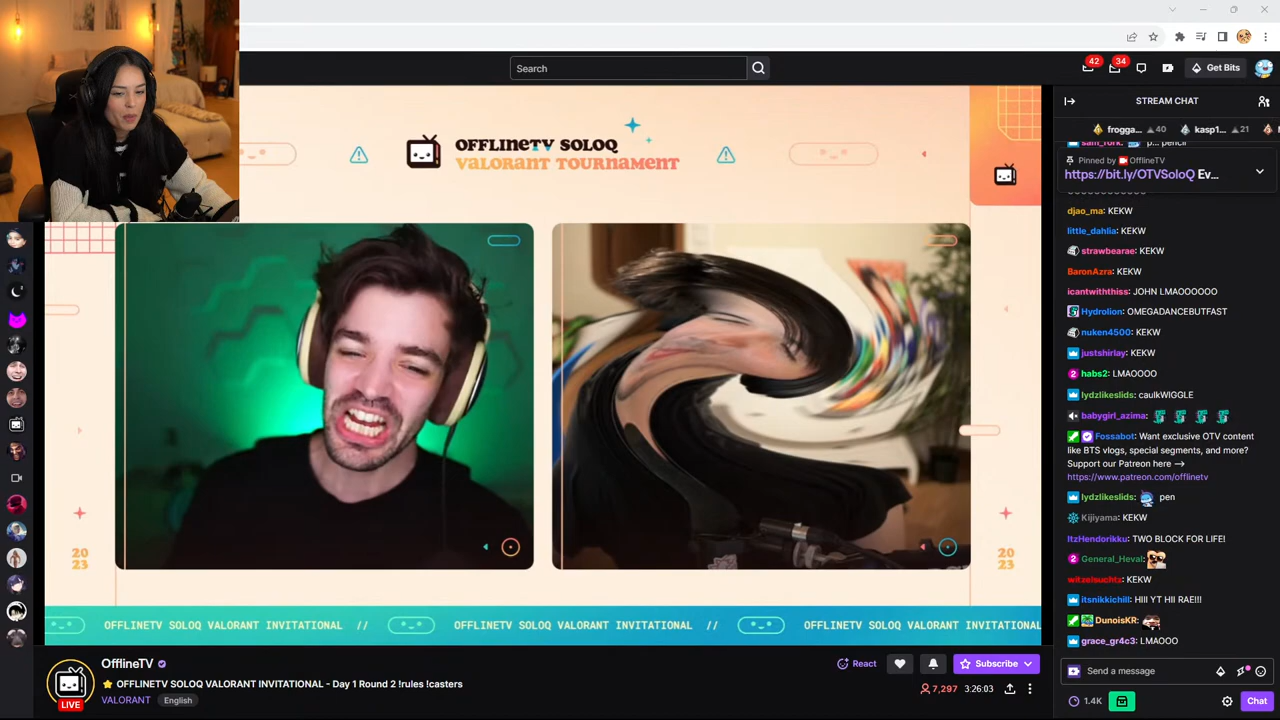 Search
42
34
Get Bits
OFFLINETV SOLOQ
VALORANT TOURNAMENT
20
23
20
23
OFFLINETV SOLOQ VALORANT INVITATIONAL // OFFLINETV SOLOQ VALORANT INVITATIONAL // OFFLINETV SOLOQ VALORANT INVITATIONAL
LIVE
OfflineTV
OFFLINETV SOLOQ VALORANT INVITATIONAL - Day 1 Round 2 !rules !casters
VALORANT English
React
Subscribe
7,297 3:26:03
STREAM CHAT
frogga... 40 kasp1... 21
Pinned by OfflineTV
https://bit.ly/OTVSoloQ Ev...
djao_ma: KEKW
little_dahlia: KEKW
strawbearae: KEKW
BaronAzra: KEKW
icantwiththiss: JOHN LMAOOOOOO
Hydrolion: OMEGADANCEBUTFAST
nuken4500: KEKW
justshirlay: KEKW
habs2: LMAOOOO
lydzlikeslids: caulkWIGGLE
babygirl_azima:
Fossabot: Want exclusive OTV content
like BTS vlogs, special segments, and more?
Support our Patreon here
https://www.patreon.com/offlinetv
lydzlikeslids: pen
Kijiyama: KEKW
ItzHendorikku: TWO BLOCK FOR LIFE!
General_Heval:
witzelsuchtz: KEKW
itsnikkichill: HIII YT HII RAE!!!
DunoisKR:
grace_gr4c3: LMAOOO
Send a message
1.4K
Chat